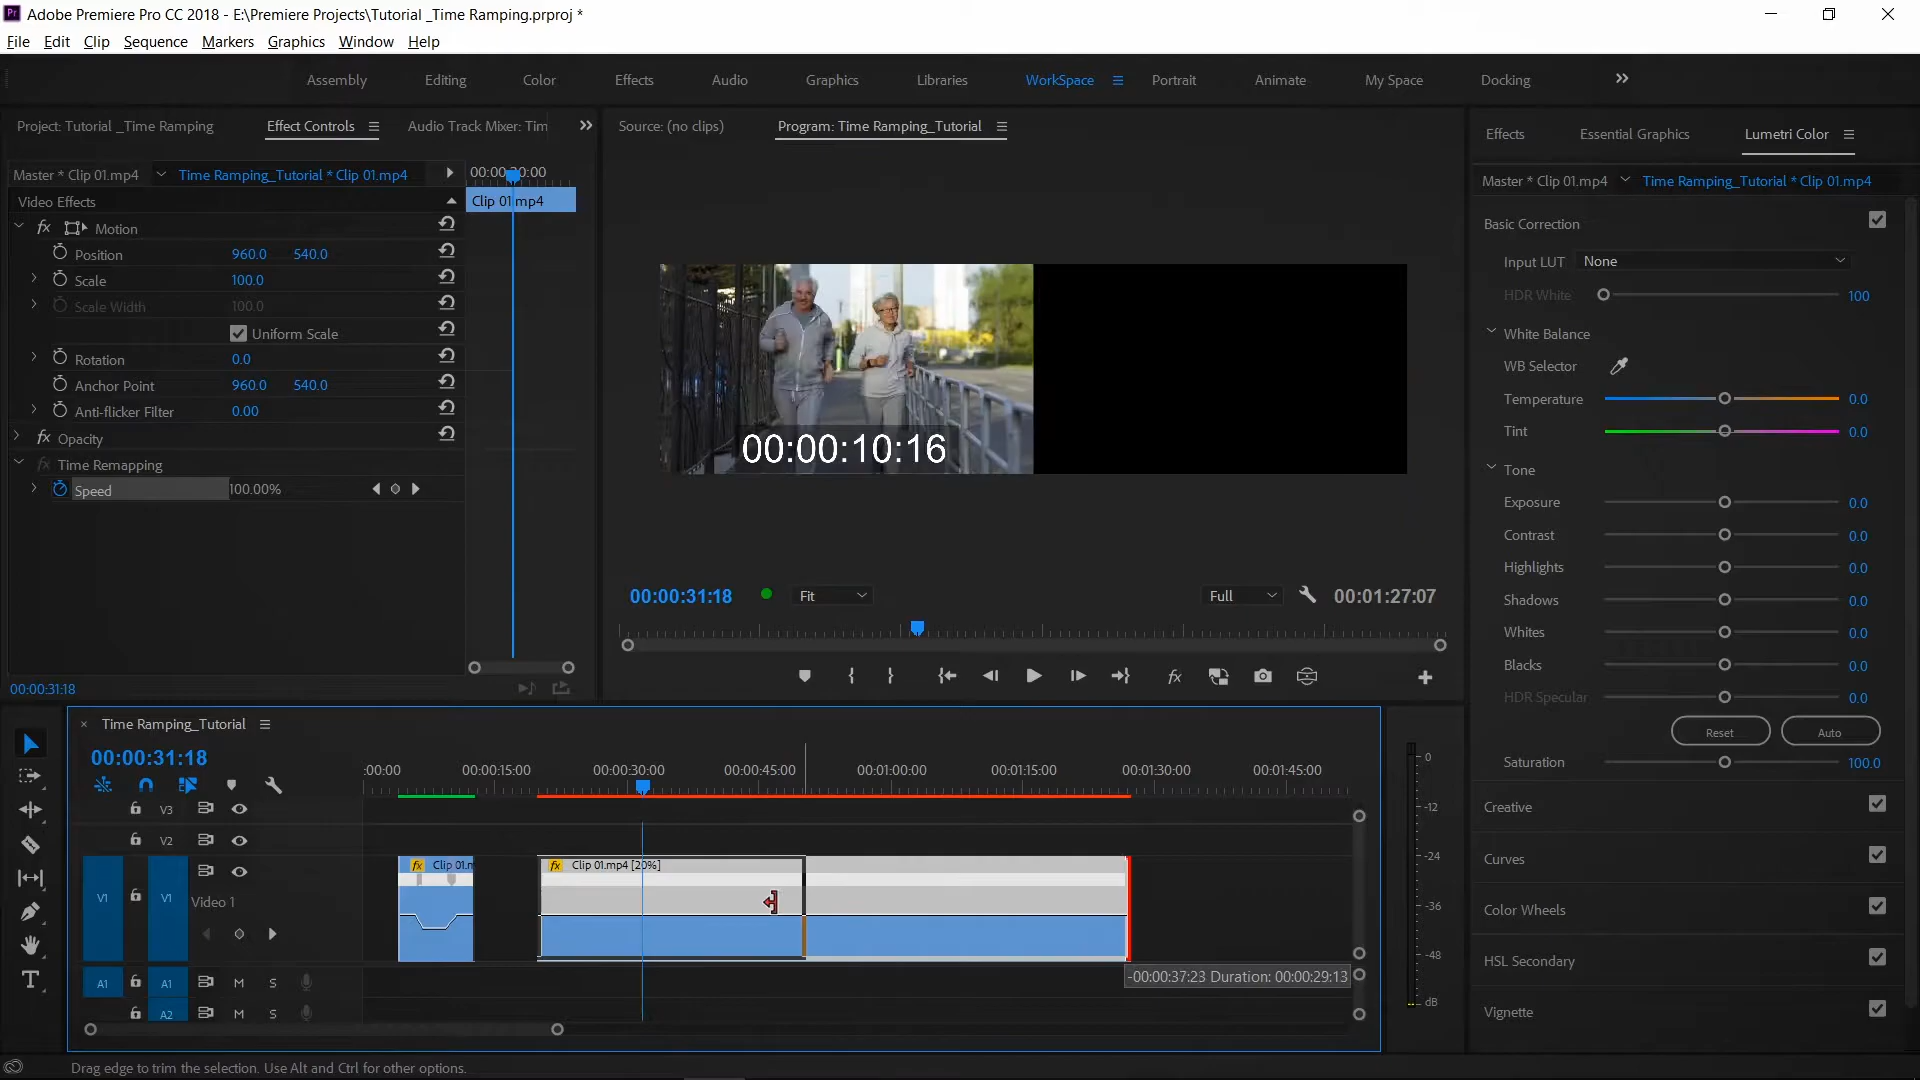 Adobe Premiere Pro CC 2018 - E:\Premiere Projects\Tutorial _Time Ramping.prproj *
File Edit Clip Sequence Markers Graphics Window Help
Assembly Editing Color Effects Audio Graphics Libraries WorkSpace Portrait Animate My Space Docking
Project: Tutorial _Time Ramping Effect Controls Audio Track Mixer: Tim
Source: (no clips) Program: Time Ramping_Tutorial
Effects Essential Graphics Lumetri Color
Master * Clip 01.mp4 Time Ramping_Tutorial * Clip 01.mp4
Video Effects
fx Motion
Position 960.0 540.0
Scale 100.0
Scale Width 100.0
Uniform Scale
Rotation 0.0
Anchor Point 960.0 540.0
Anti-flicker Filter 0.00
fx Opacity
fx Time Remapping
Speed 100.00%
00:00:31:18
Clip 01.mp4
00:00:10:16
00:00:31:18 Fit Full 00:01:27:07
fx
Master * Clip 01.mp4 Time Ramping_Tutorial * Clip 01.mp4
Basic Correction
Input LUT None
HDR White 100
White Balance
WB Selector
Temperature 0.0
Tint 0.0
Tone
Exposure 0.0
Contrast 0.0
Highlights 0.0
Shadows 0.0
Whites 0.0
Blacks 0.0
HDR Specular 0.0
Reset Auto
Saturation 100.0
Creative
Curves
Color Wheels
HSL Secondary
Vignette
× Time Ramping_Tutorial
00:00:31:18
:00:00 00:00:15:00 00:00:30:00 00:00:45:00 00:01:00:00 00:01:15:00 00:01:30:00 00:01:45:00
V3
V2
V1 V1 Video 1
fx Clip 01.m
fx Clip 01.mp4 [20%]
-00:00:37:23 Duration: 00:00:29:13
A1 A1 M S
A2 M S
0
-12
-24
-36
-48
dB
Drag edge to trim the selection. Use Alt and Ctrl for other options.